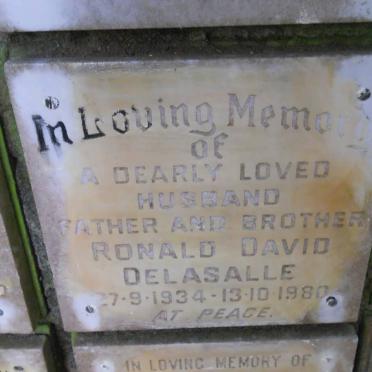 In Loving Memory
of
A DEARLY LOVED
HUSBAND
FATHER AND BROTHER
RONALD DAVID
DELASALLE
27·9·1934 - 13·10·1980
AT PEACE.
IN LOVING MEMORY OF